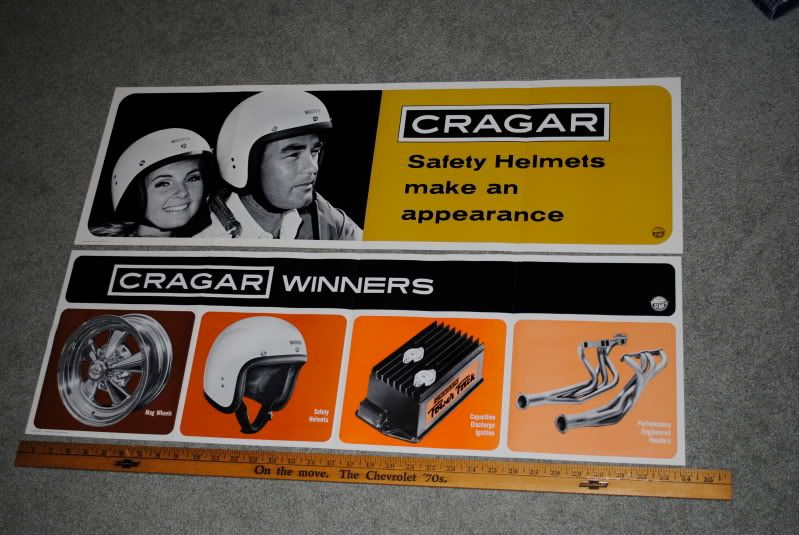 CRAGAR
Safety Helmets
make an
appearance
CRAGAR WINNERS
Mag Wheels
Safety
Helmets
Capacitive
Discharge
Ignition
Performance
Engineered
Headers
On the move. The Chevrolet '70s.